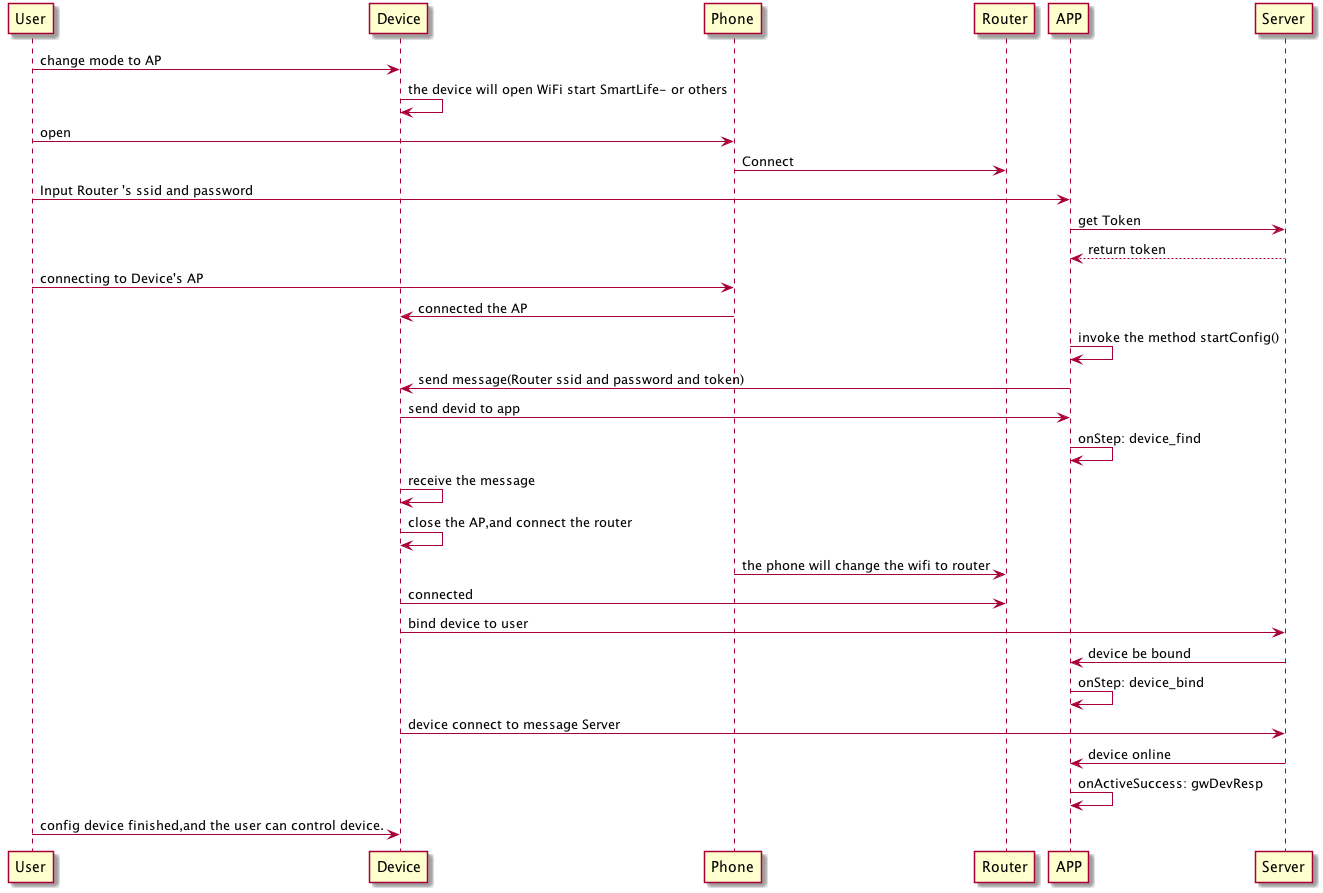 User Device Phone Router APP Server
change mode to AP
the device will open WiFi start SmartLife- or others
open
Connect
Input Router 's ssid and password
get Token
return token
connecting to Device's AP
connected the AP
invoke the method startConfig()
send message(Router ssid and password and token)
send devid to app
onStep: device_find
receive the message
close the AP,and connect the router
the phone will change the wifi to router
connected
bind device to user
device be bound
onStep: device_bind
device connect to message Server
device online
onActiveSuccess: gwDevResp
config device finished,and the user can control device.
User Device Phone Router APP Server